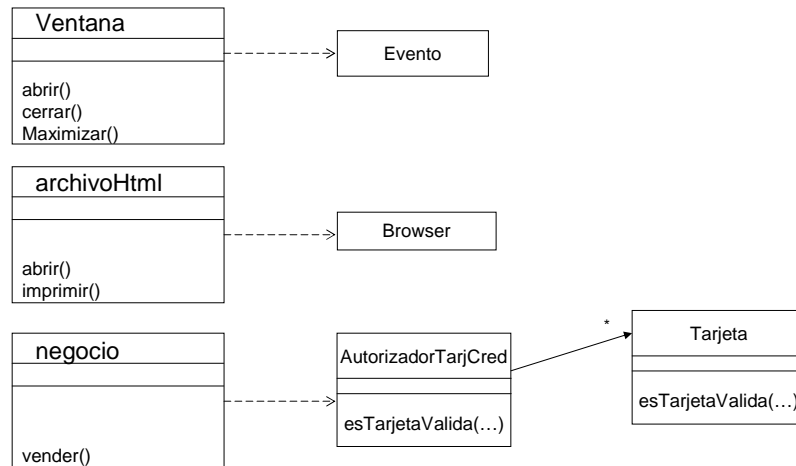 Ventana
Evento
abrir()
cerrar()
Maximizar()
archivoHtml
Browser
abrir()
imprimir()
negocio
AutorizadorTarjCred
*
Tarjeta
esTarjetaValida(…)
esTarjetaValida(…)
vender()